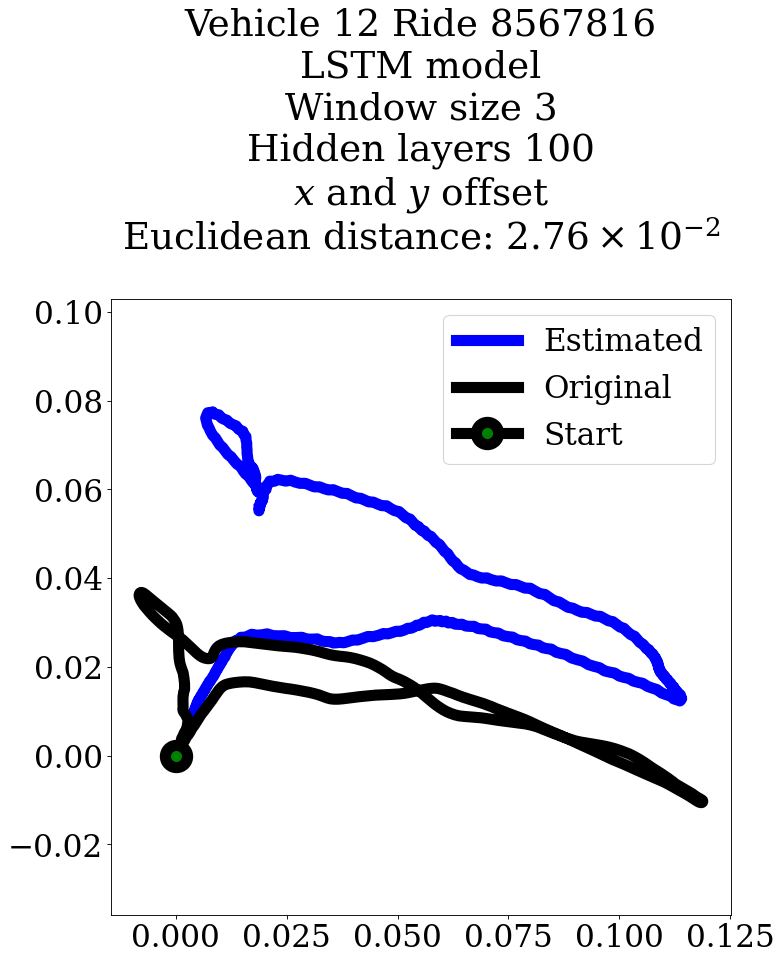 Vehicle 12 Ride 8567816
LSTM model
Window size 3
Hidden layers 100
x and y offset
Euclidean distance: 2.76 × 10⁻²
0.10
0.08
0.06
0.04
0.02
0.00
−0.02
Estimated
Original
Start
0.000 0.025 0.050 0.075 0.100 0.125